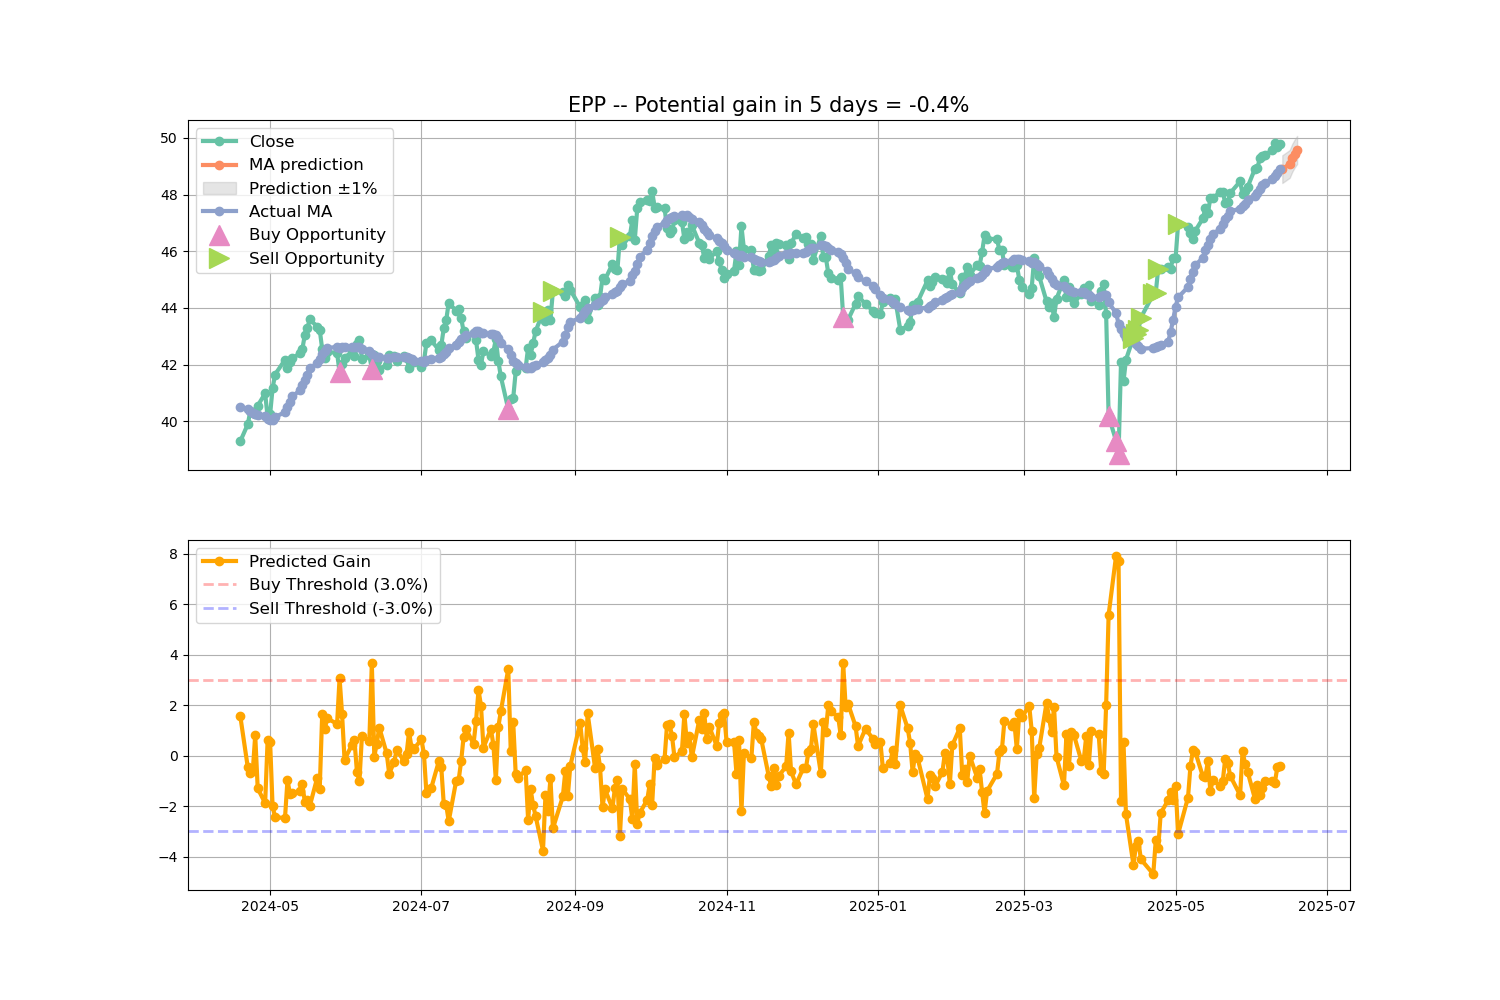 EPP -- Potential gain in 5 days = -0.4%
Close
MA prediction
Prediction ±1%
Actual MA
Buy Opportunity
Sell Opportunity
50
48
46
44
42
40
Predicted Gain
Buy Threshold (3.0%)
Sell Threshold (-3.0%)
8
6
4
2
0
−2
−4
2024-05 2024-07 2024-09 2024-11 2025-01 2025-03 2025-05 2025-07